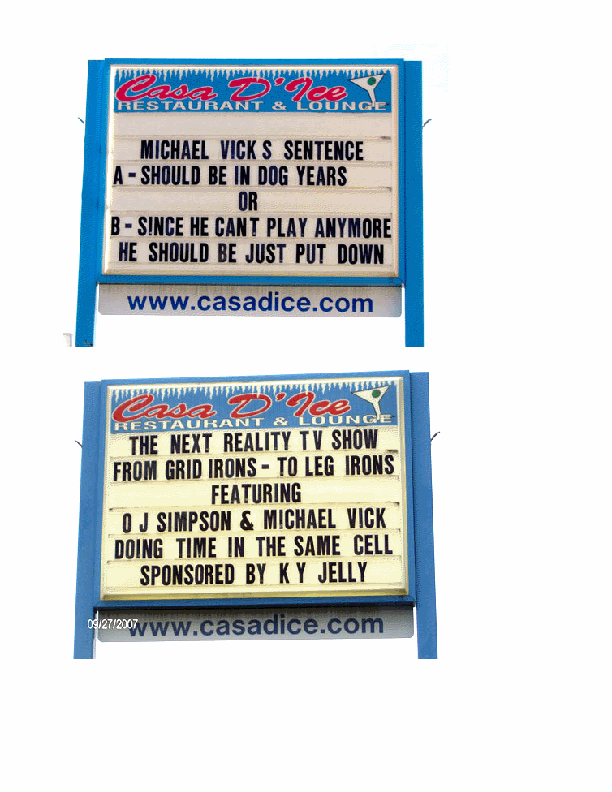 Casa D'Ice
RESTAURANT & LOUNGE
MICHAEL VICK S SENTENCE
A - SHOULD BE IN DOG YEARS
OR
B - SINCE HE CANT PLAY ANYMORE
HE SHOULD BE JUST PUT DOWN
www.casadice.com
Casa D'Ice
RESTAURANT & LOUNGE
THE NEXT REALITY TV SHOW
FROM GRID IRONS - TO LEG IRONS
FEATURING
O J SIMPSON & MICHAEL VICK
DOING TIME IN THE SAME CELL
SPONSORED BY K Y JELLY
09/27/2007
www.casadice.com